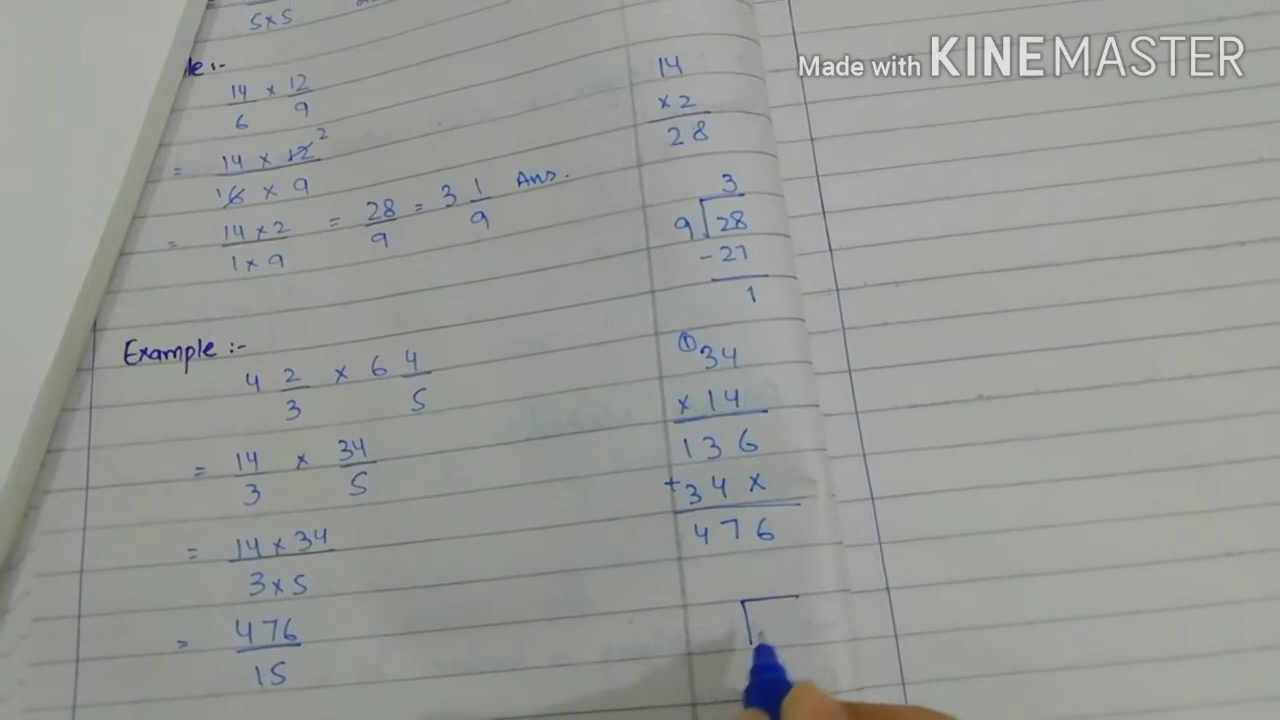 5×5
le:-
14/6 × 12/9
= 14 × 12 2 / 1 6 × 9
= 14×2 / 1×9 = 28/9 = 3 1/9 Ans.
Example:-
4 2/3 × 6 4/5
= 14/3 × 34/5
= 14×34 / 3×5
= 476/15
Made with KINEMASTER
14
×2
28
3
9 28
-27
1
① 34
×14
136
+34×
476